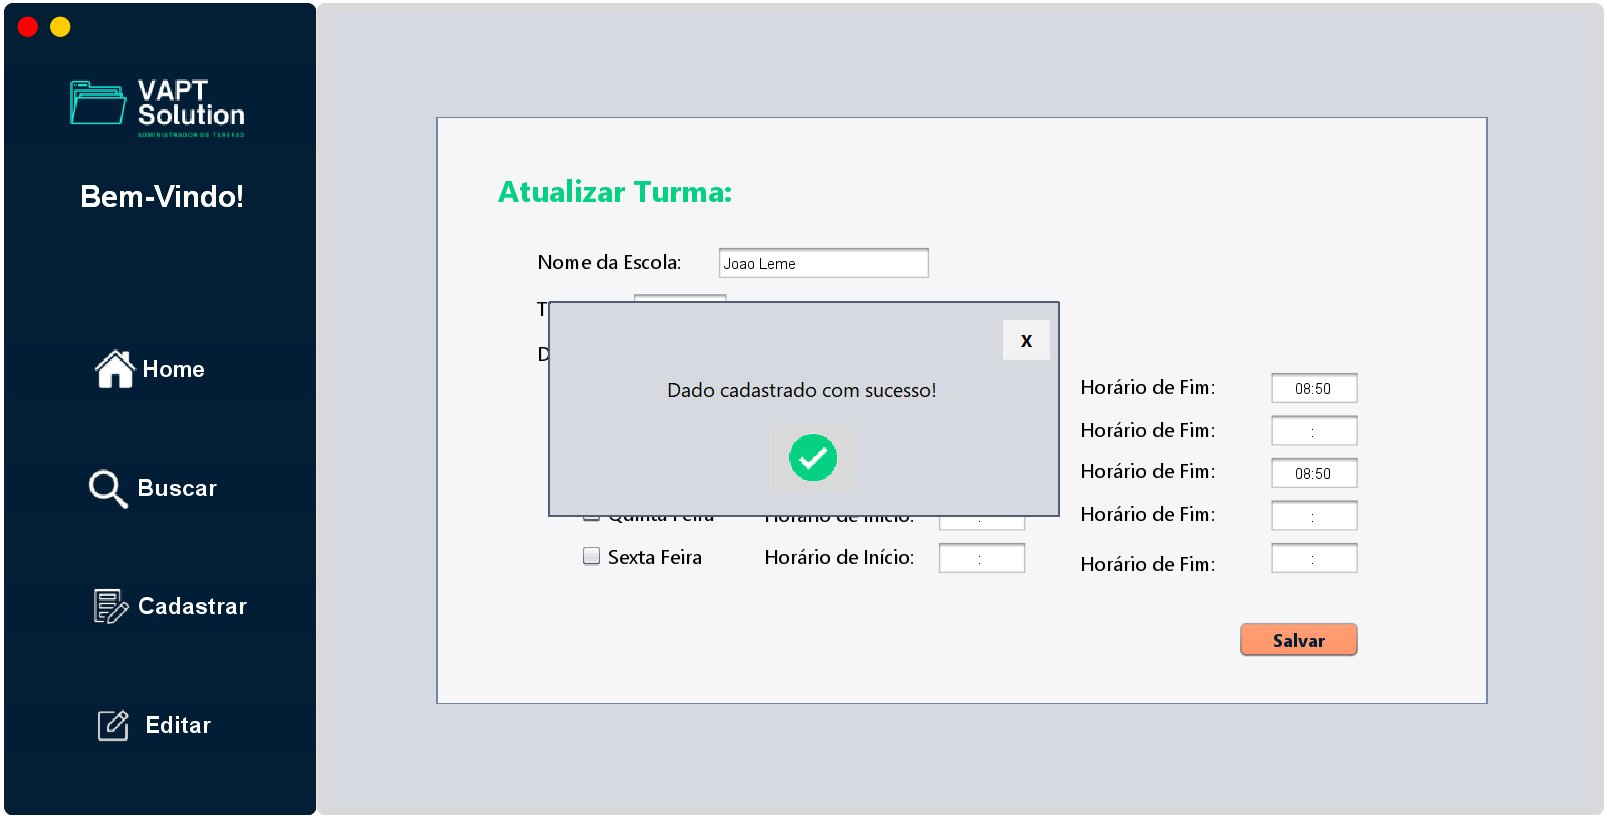 VAPT
Solution
ADMINISTRADOR DE TAREFAS
Bem-Vindo!
Home
Buscar
Cadastrar
Editar
Atualizar Turma:
Nome da Escola: Joao Leme
T
D
X
Dado cadastrado com sucesso!
Horário de Fim: 08:50
Horário de Fim: :
Horário de Fim: 08:50
Quinta Feira Horário de Início: : Horário de Fim: :
Sexta Feira Horário de Início: : Horário de Fim: :
Salvar